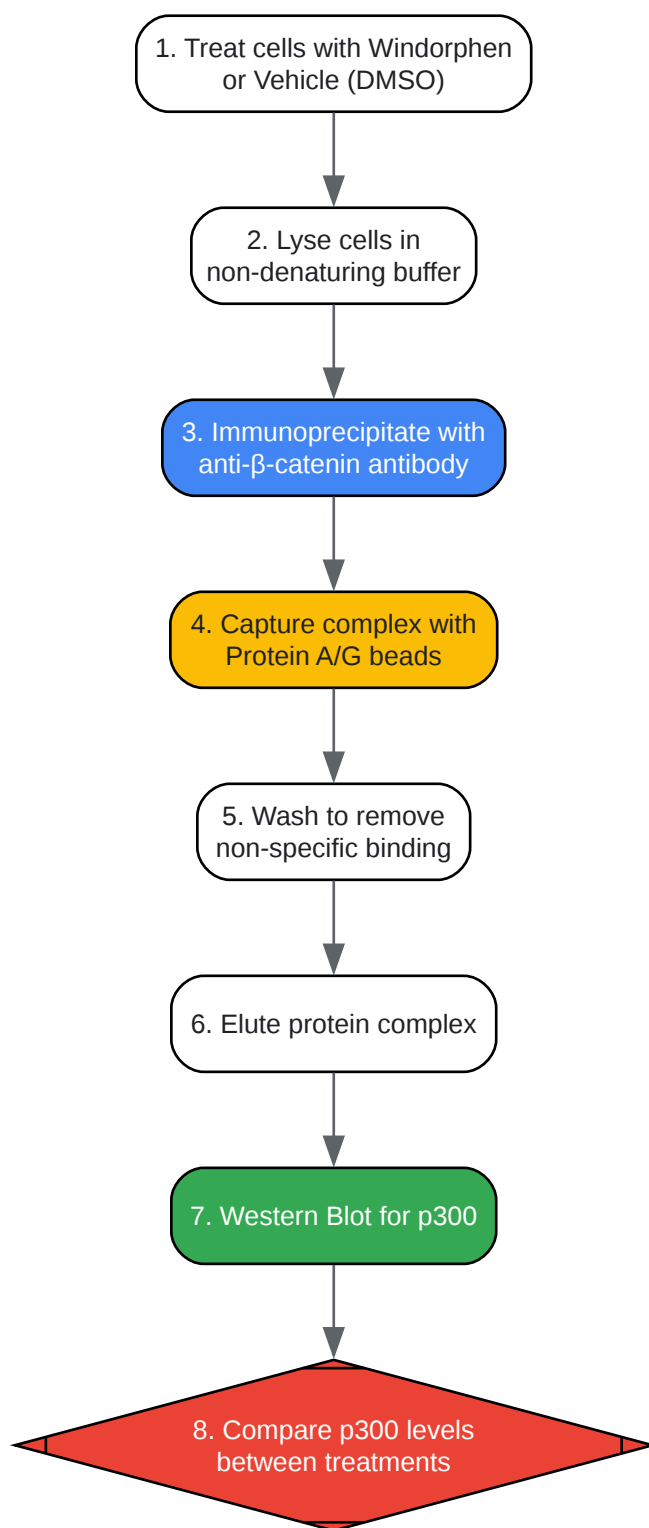 1. Treat cells with Windorphen
or Vehicle (DMSO)
2. Lyse cells in
non-denaturing buffer
3. Immunoprecipitate with
anti-β-catenin antibody
4. Capture complex with
Protein A/G beads
5. Wash to remove
non-specific binding
6. Elute protein complex
7. Western Blot for p300
8. Compare p300 levels
between treatments